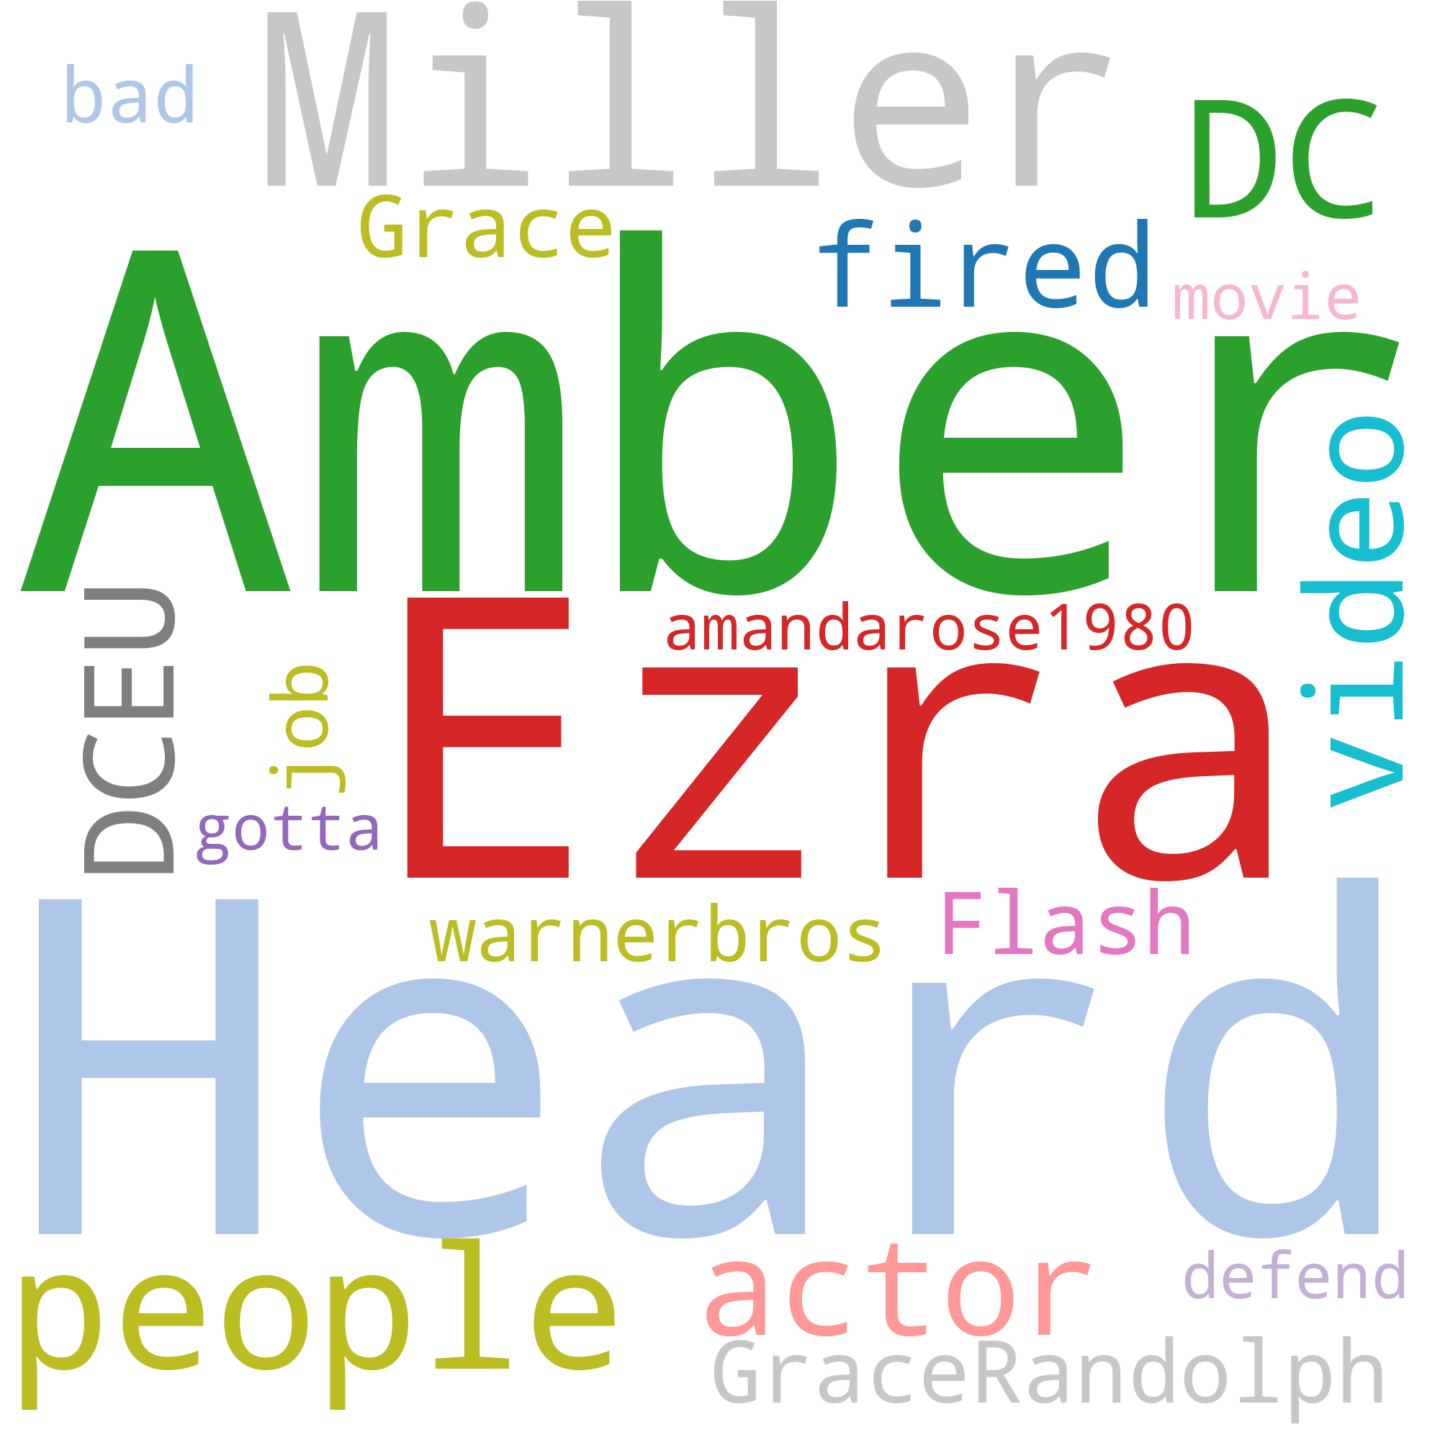 Miller
bad
DC
Grace
fired
movie
Amber
video
DCEU
amandarose1980
Ezra
job
gotta
warnerbros
Flash
Heard
people
actor
defend
GraceRandolph